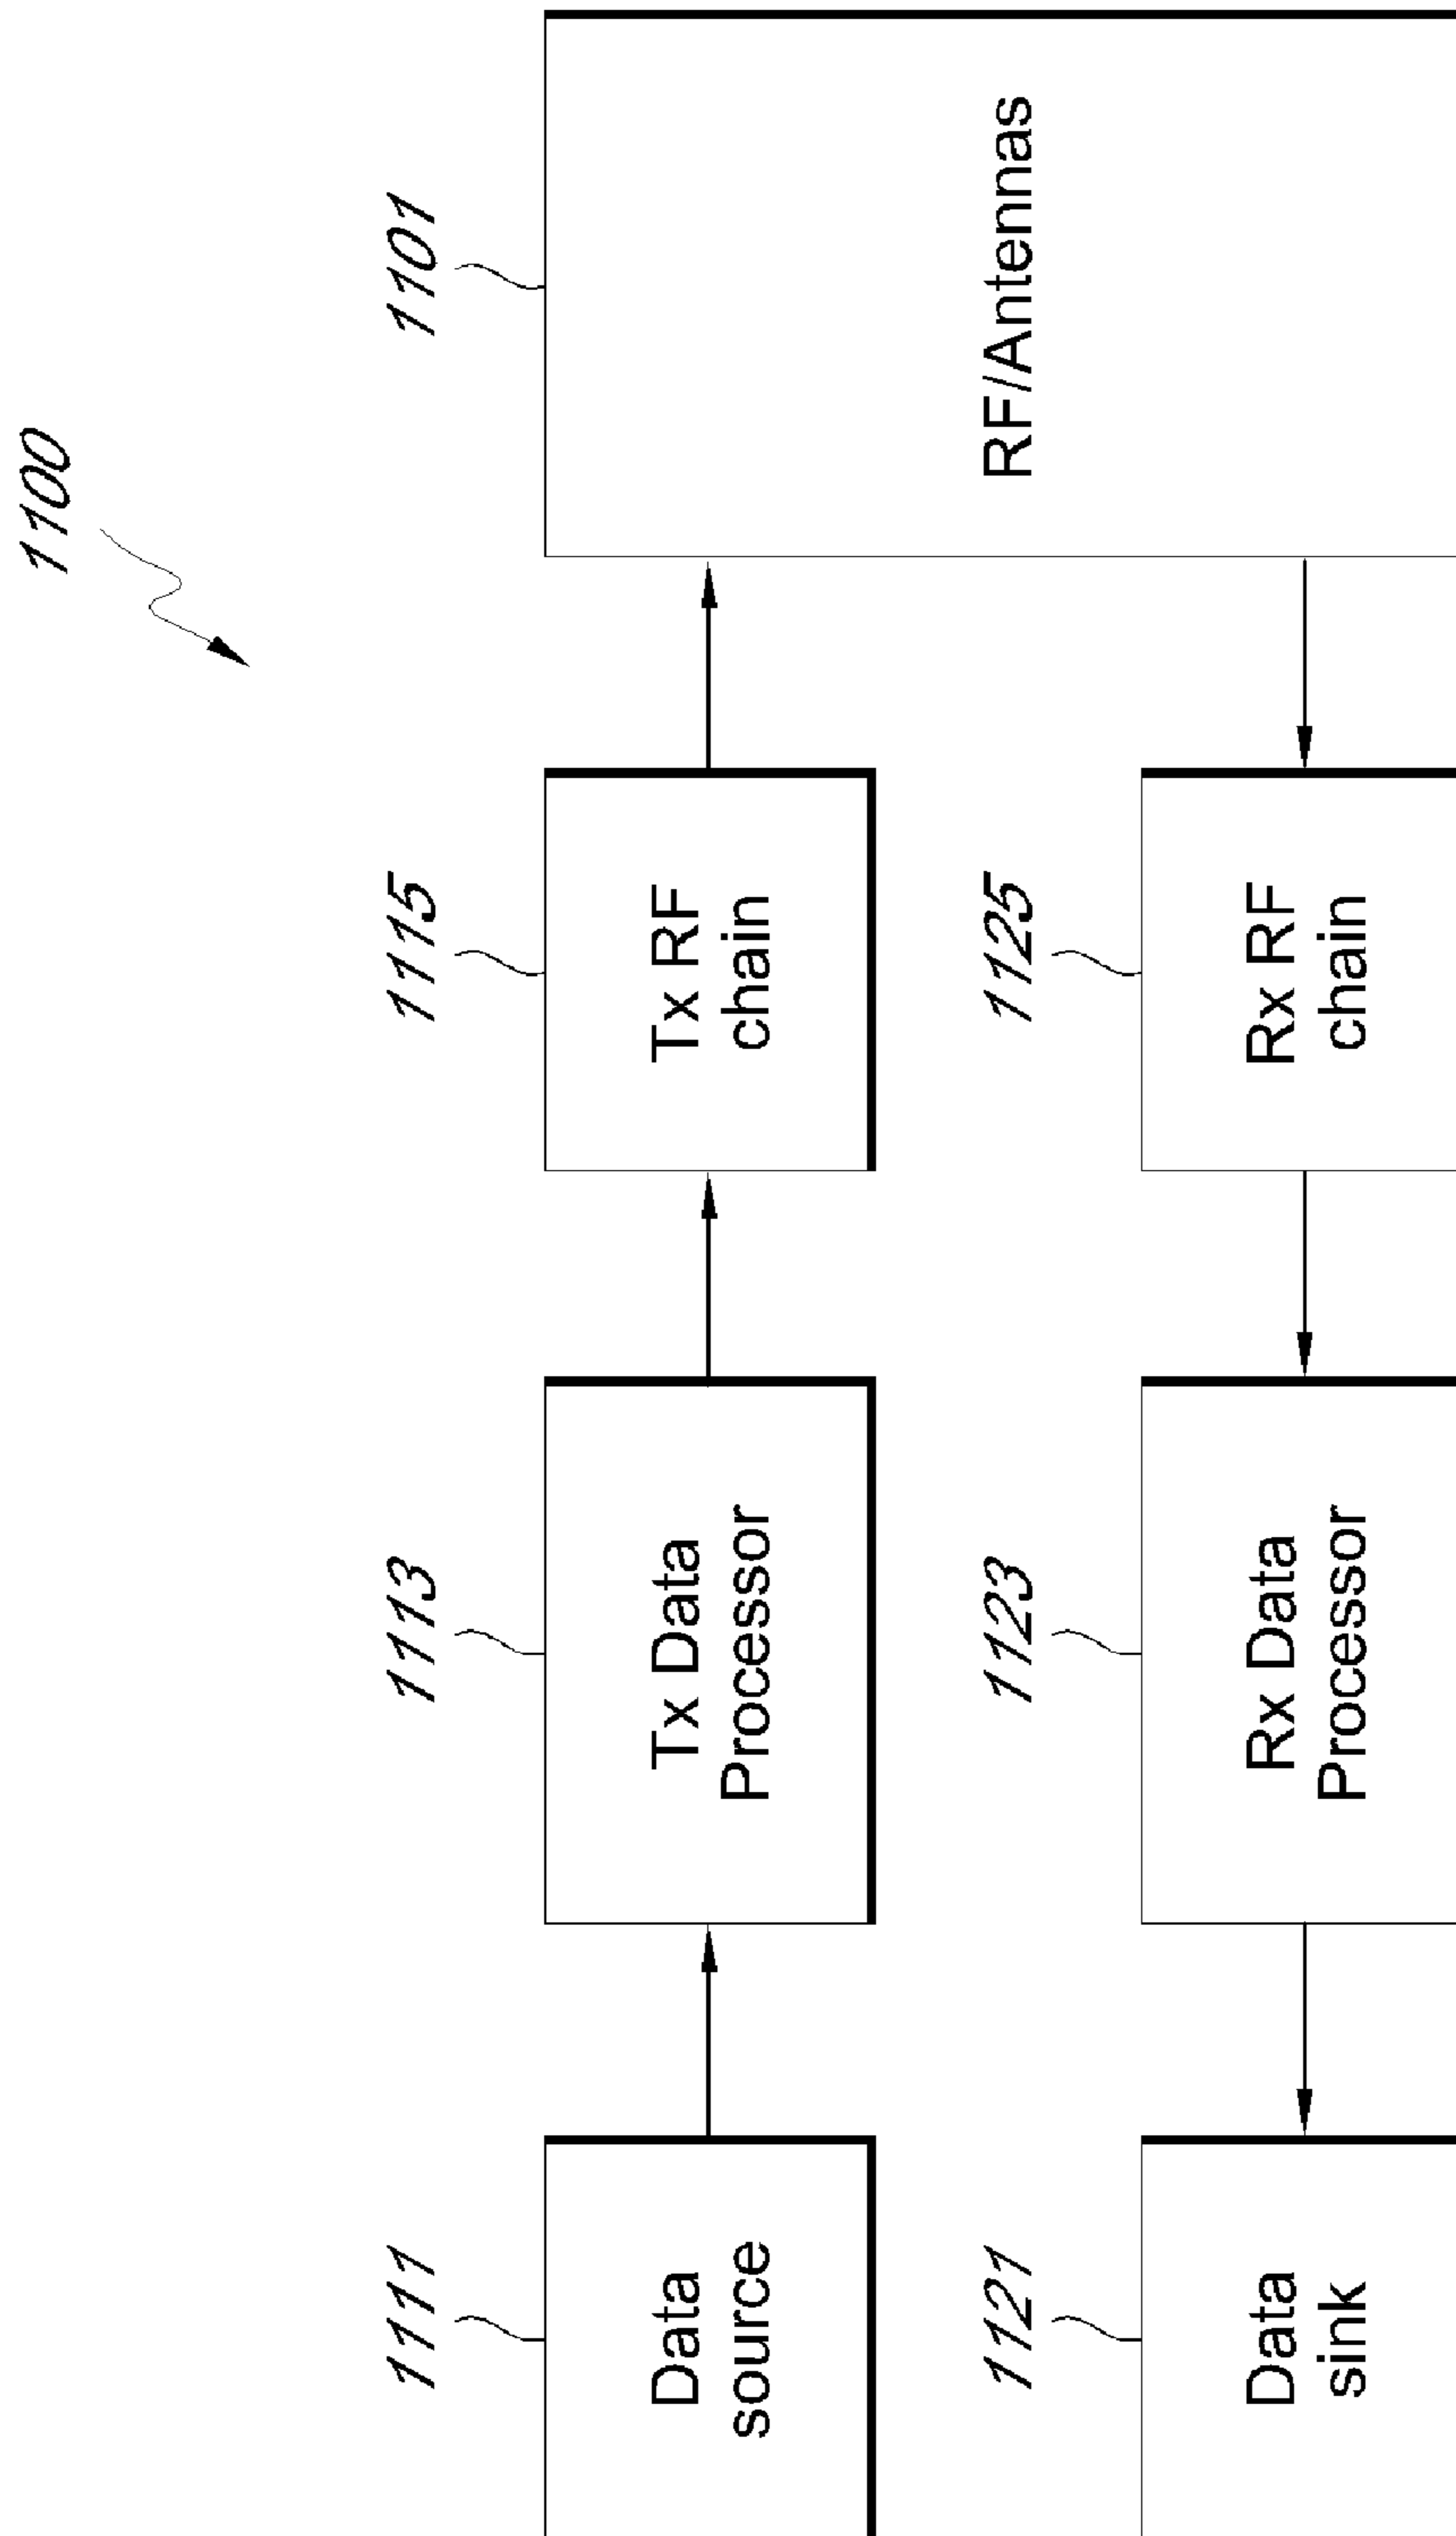 1100
1111
1113
1115
1101
Data
source
Tx Data
Processor
Tx RF
chain
RF/Antennas
1121
1123
1125
Data
sink
Rx Data
Processor
Rx RF
chain